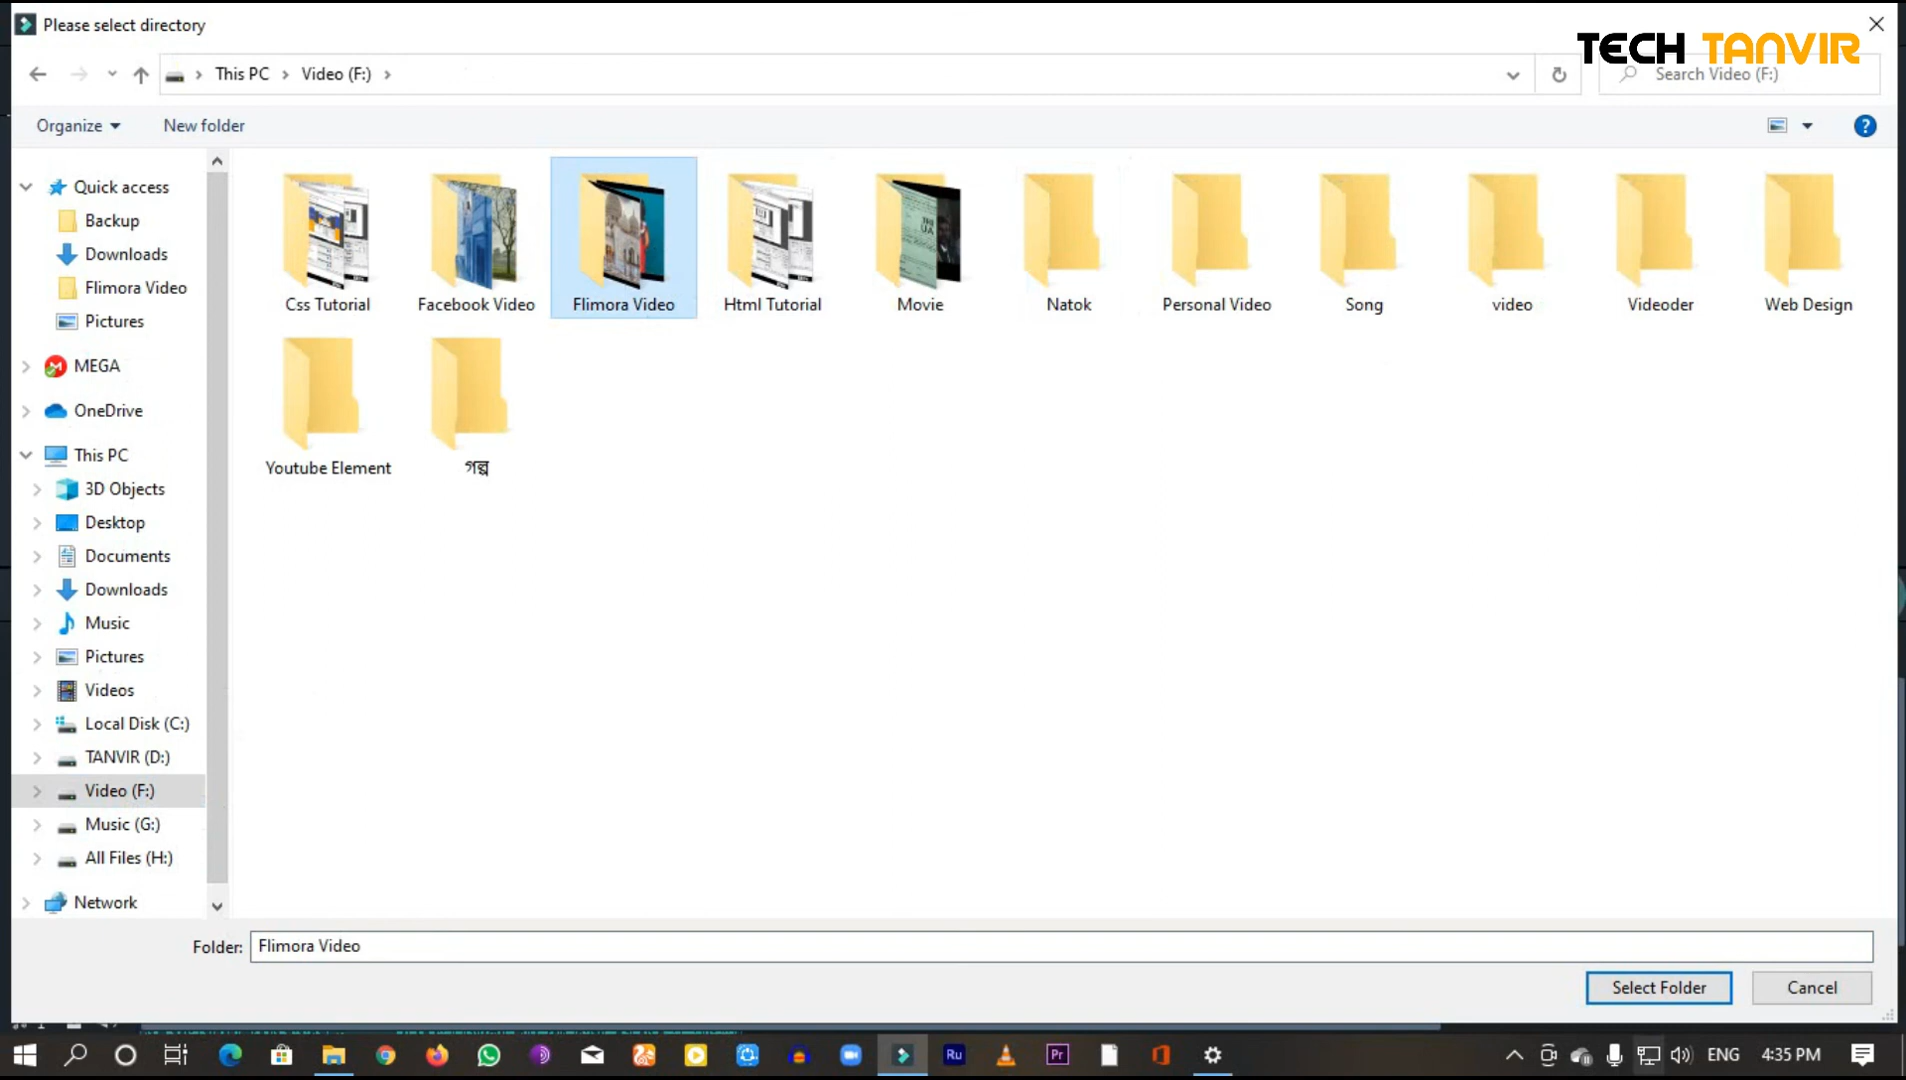 Please select directory
TECH TANVIR
This PC
Video (F:)
Search Video (F:)
Organize
New folder
Quick access
Backup
Downloads
Flimora Video
Pictures
MEGA
OneDrive
This PC
3D Objects
Desktop
Documents
Downloads
Music
Pictures
Videos
Local Disk (C:)
TANVIR (D:)
Video (F:)
Music (G:)
All Files (H:)
Network
Css Tutorial
Facebook Video
Flimora Video
Html Tutorial
Movie
Natok
Personal Video
Song
video
Videoder
Web Design
Youtube Element
গল্প
Folder:
Flimora Video
Select Folder
Cancel
Ru
Pr
ENG
4:35 PM